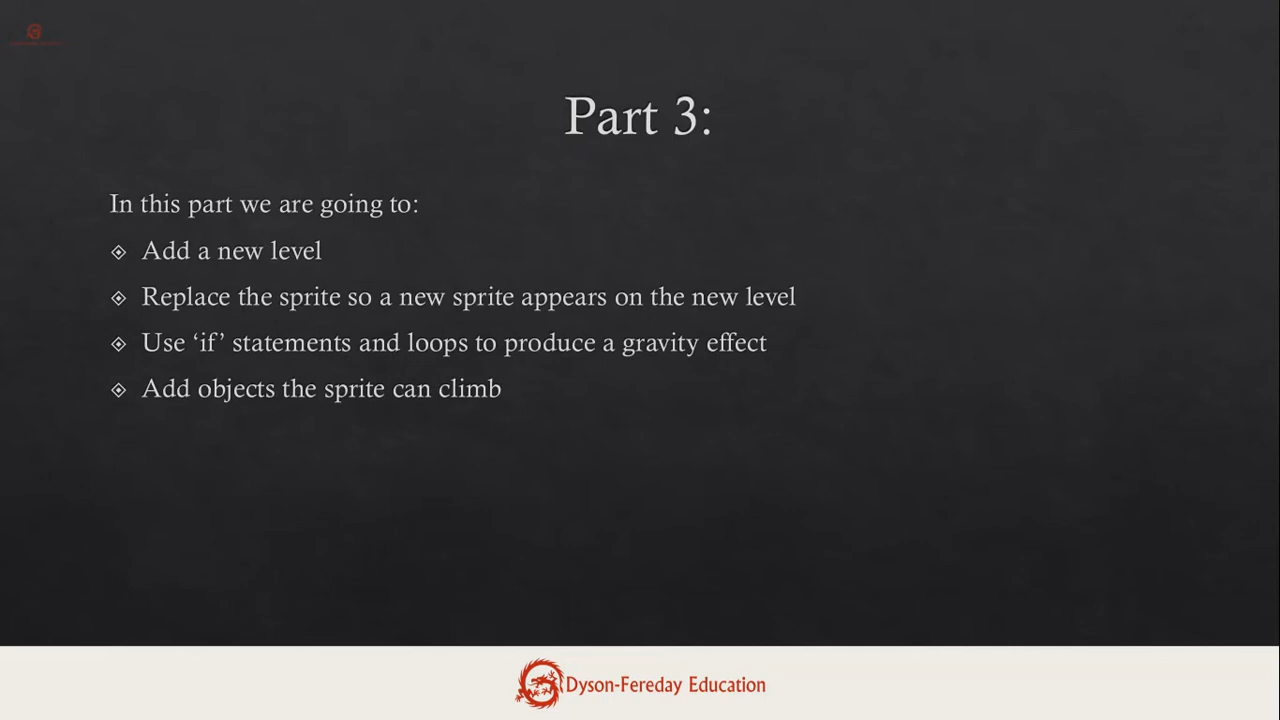 Part 3:
In this part we are going to:
Add a new level
Replace the sprite so a new sprite appears on the new level
Use ‘if’ statements and loops to produce a gravity effect
Add objects the sprite can climb
Dyson-Fereday Education